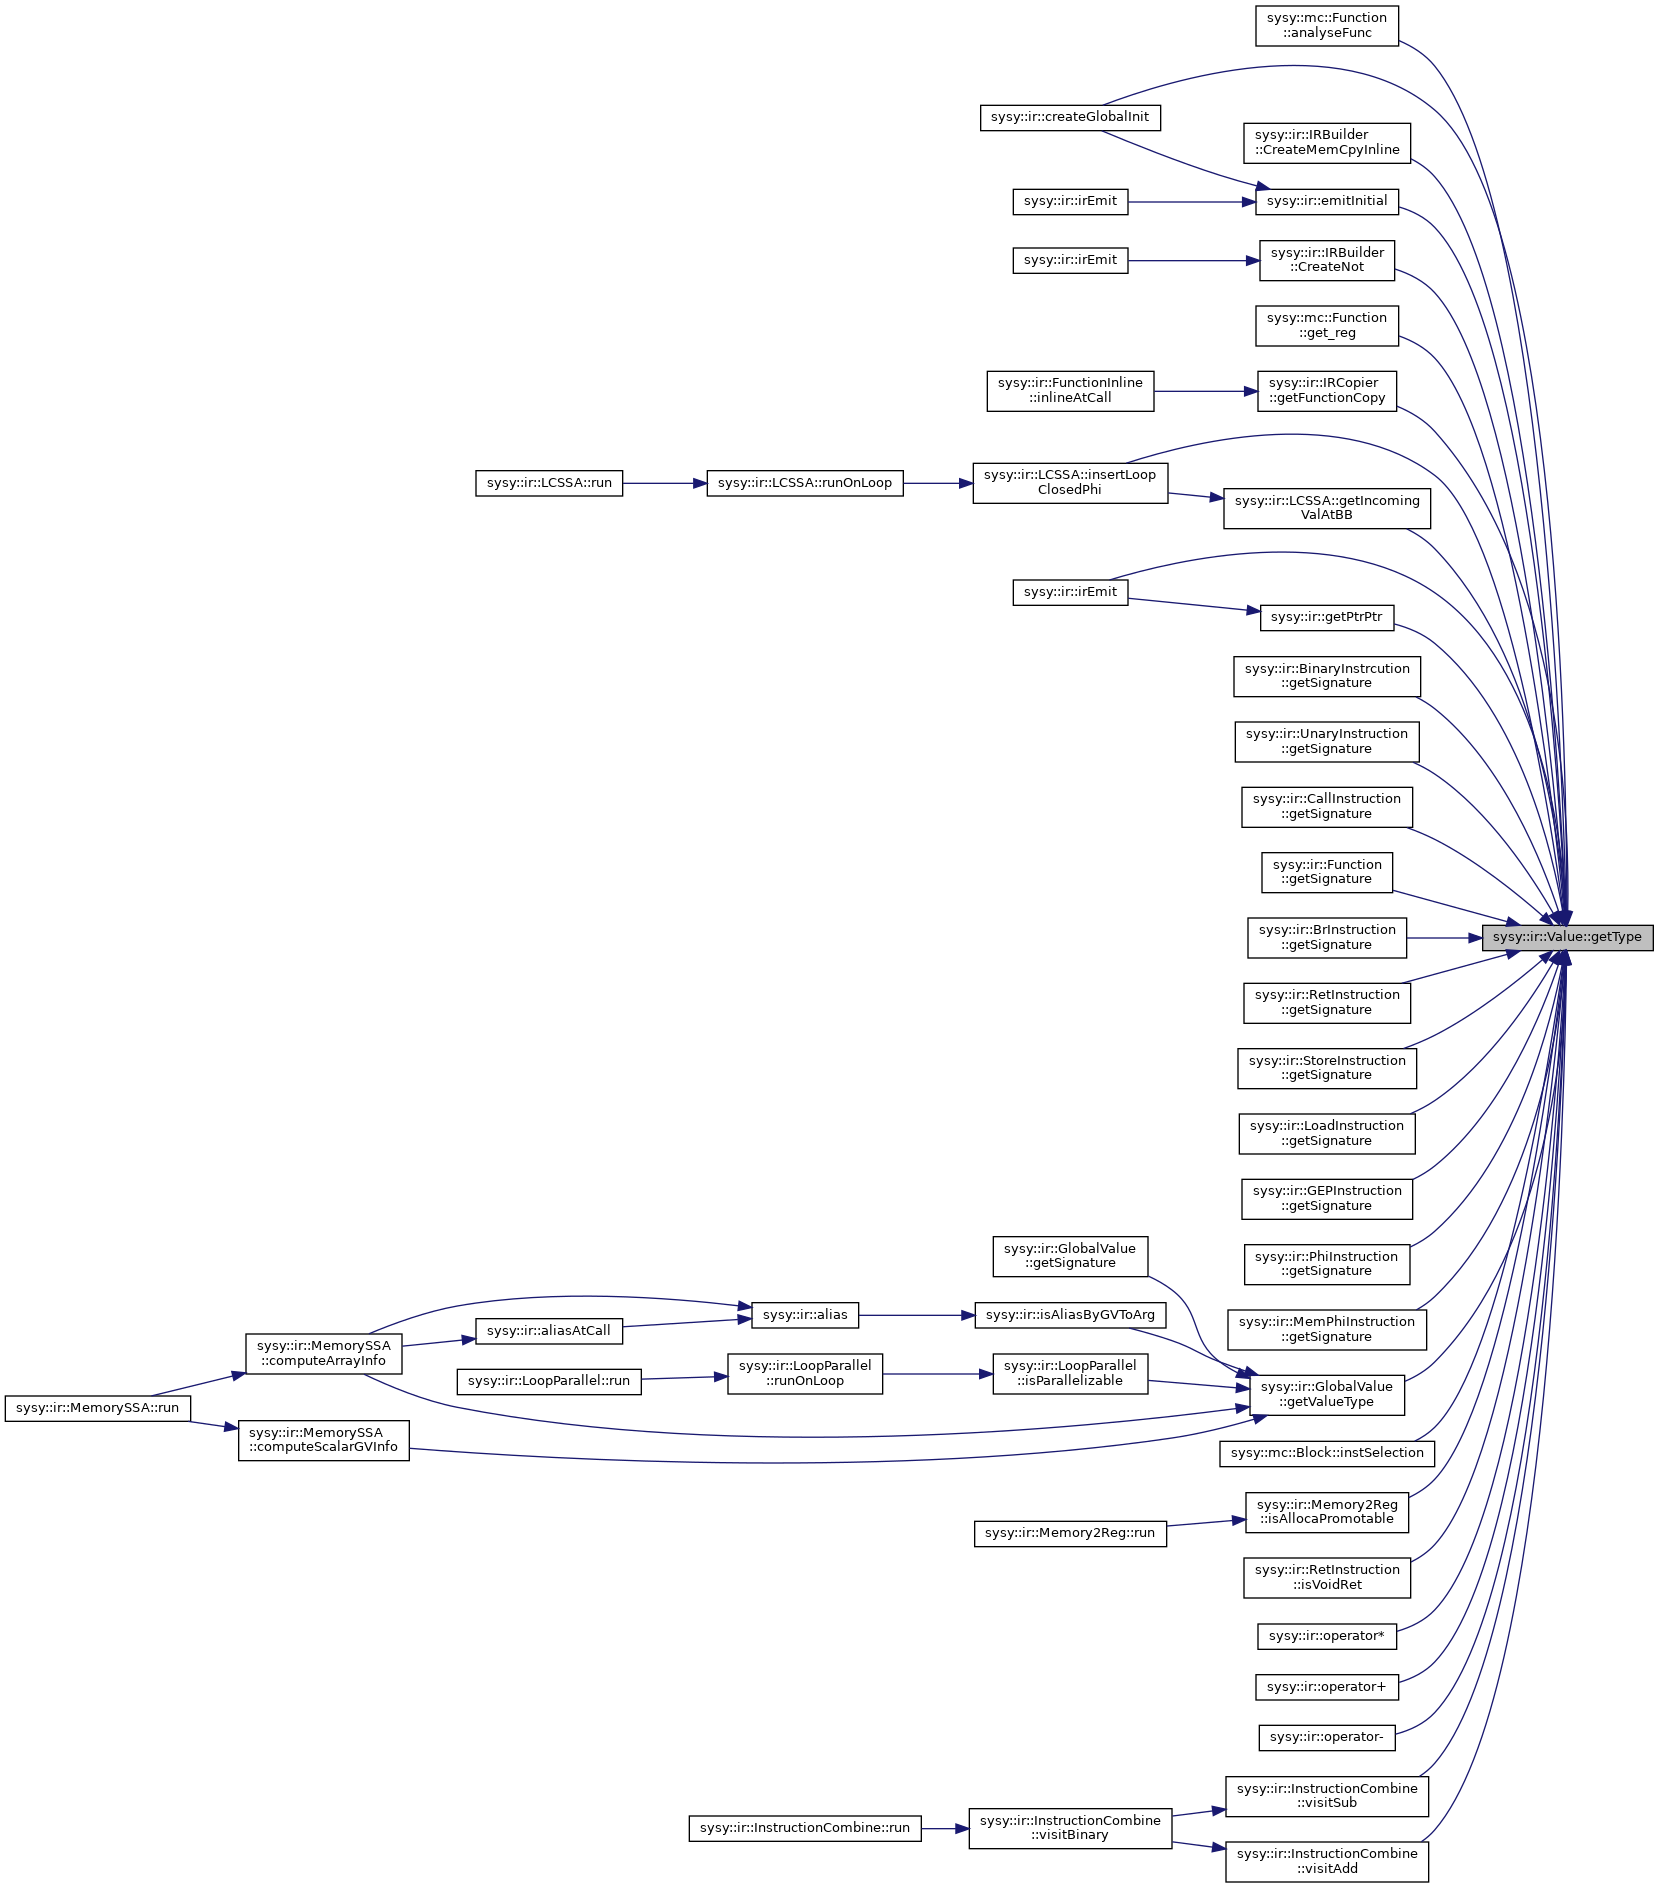 sysy::mc::Function
::analyseFunc
sysy::ir::createGlobalInit
sysy::ir::IRBuilder
::CreateMemCpyInline
sysy::ir::irEmit
sysy::ir::emitInitial
sysy::ir::irEmit
sysy::ir::IRBuilder
::CreateNot
sysy::mc::Function
::get_reg
sysy::ir::FunctionInline
::inlineAtCall
sysy::ir::IRCopier
::getFunctionCopy
sysy::ir::LCSSA::run
sysy::ir::LCSSA::runOnLoop
sysy::ir::LCSSA::insertLoop
ClosedPhi
sysy::ir::LCSSA::getIncoming
ValAtBB
sysy::ir::irEmit
sysy::ir::getPtrPtr
sysy::ir::BinaryInstrcution
::getSignature
sysy::ir::UnaryInstruction
::getSignature
sysy::ir::CallInstruction
::getSignature
sysy::ir::Function
::getSignature
sysy::ir::BrInstruction
::getSignature
sysy::ir::Value::getType
sysy::ir::RetInstruction
::getSignature
sysy::ir::StoreInstruction
::getSignature
sysy::ir::LoadInstruction
::getSignature
sysy::ir::GEPInstruction
::getSignature
sysy::ir::PhiInstruction
::getSignature
sysy::ir::GlobalValue
::getSignature
sysy::ir::MemPhiInstruction
::getSignature
sysy::ir::isAliasByGVToArg
sysy::ir::alias
sysy::ir::aliasAtCall
sysy::ir::MemorySSA
::computeArrayInfo
sysy::ir::LoopParallel::run
sysy::ir::LoopParallel
::runOnLoop
sysy::ir::LoopParallel
::isParallelizable
sysy::ir::GlobalValue
::getValueType
sysy::ir::MemorySSA::run
sysy::ir::MemorySSA
::computeScalarGVInfo
sysy::mc::Block::instSelection
sysy::ir::Memory2Reg::run
sysy::ir::Memory2Reg
::isAllocaPromotable
sysy::ir::RetInstruction
::isVoidRet
sysy::ir::operator*
sysy::ir::operator+
sysy::ir::operator-
sysy::ir::InstructionCombine
::visitSub
sysy::ir::InstructionCombine::run
sysy::ir::InstructionCombine
::visitBinary
sysy::ir::InstructionCombine
::visitAdd